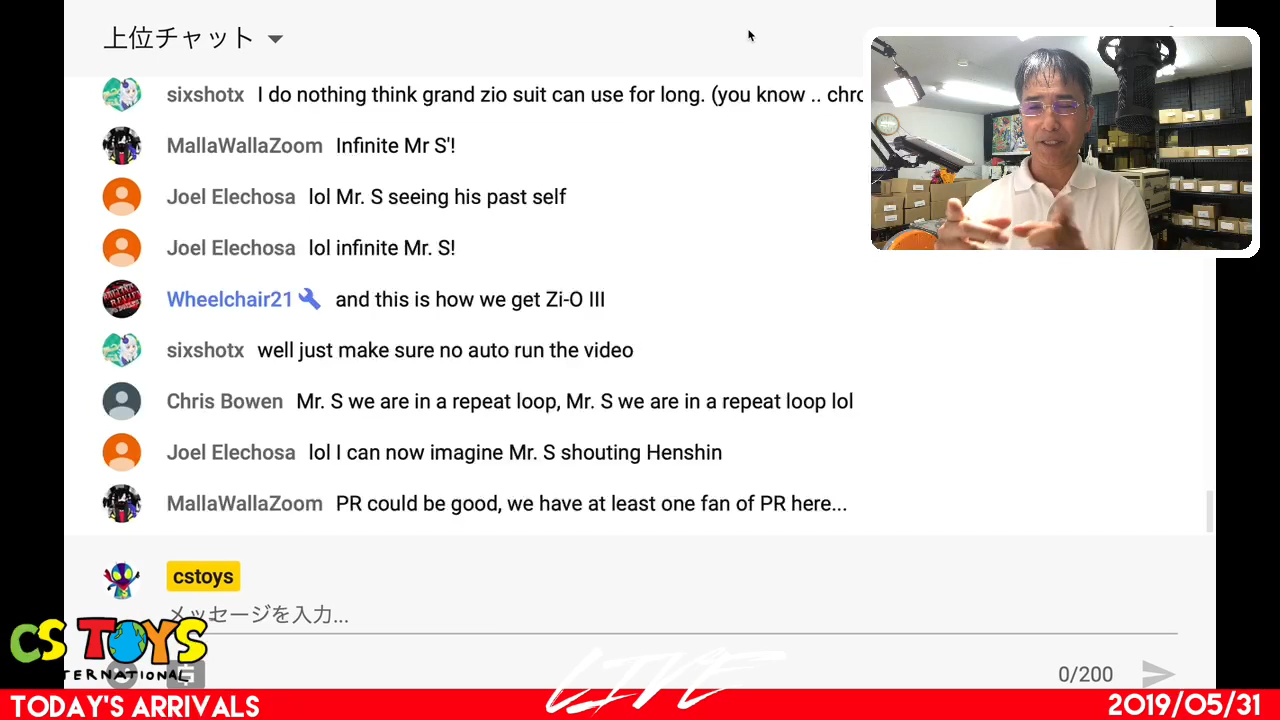 上位チャット
sixshotx I do nothing think grand zio suit can use for long. (you know .. chro
MallaWallaZoom Infinite Mr S'!
Joel Elechosa lol Mr. S seeing his past self
Joel Elechosa lol infinite Mr. S!
Wheelchair21 and this is how we get Zi-O III
sixshotx well just make sure no auto run the video
Chris Bowen Mr. S we are in a repeat loop, Mr. S we are in a repeat loop lol
Joel Elechosa lol I can now imagine Mr. S shouting Henshin
MallaWallaZoom PR could be good, we have at least one fan of PR here...
cstoys
メッセージを入力...
CS TOYS
TERNATIONAL
LIVE
0/200
TODAY'S ARRIVALS
2019/05/31